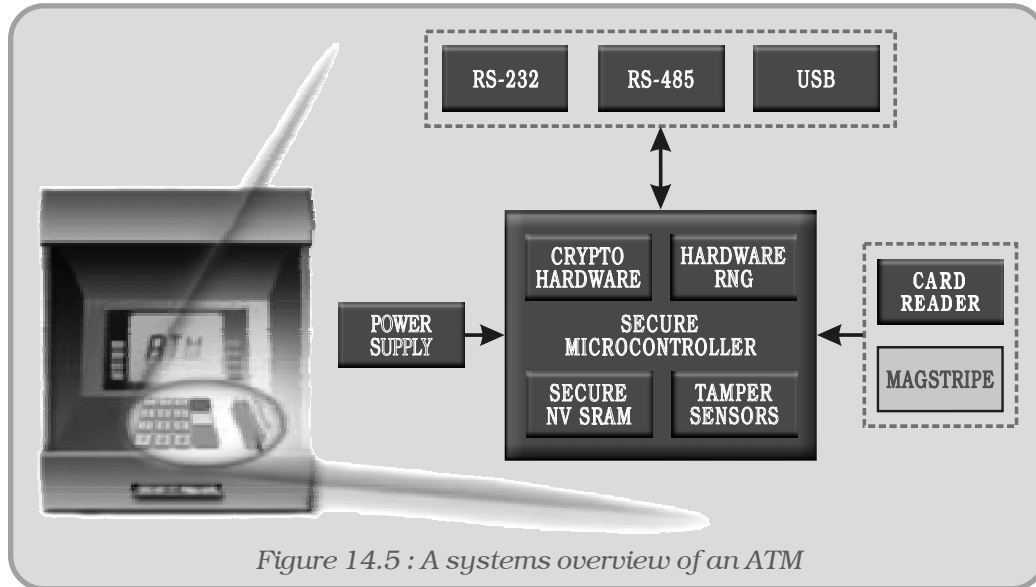 RS-232
RS-485
USB
CRYPTO
HARDWARE
HARDWARE
RNG
CARD
READER
POWER
SUPPLY
SECURE
MICROCONTROLLER
MAGSTRIPE
SECURE
NV SRAM
TAMPER
SENSORS
ATM
Figure 14.5 : A systems overview of an ATM